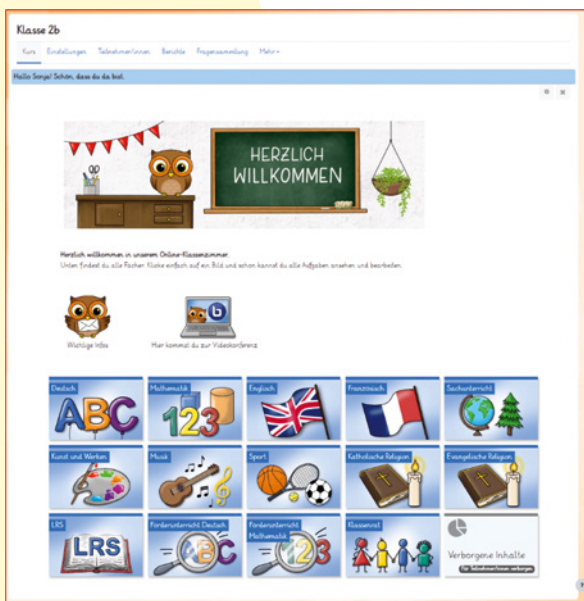 Klasse 2b
Kurs Einstellungen Teilnehmer/innen Berichte Fragensammlung Mehr
Hallo Sonja! Schön, dass du da bist.
HERZLICH
WILLKOMMEN
Herzlich willkommen in unserem Online-Klassenzimmer.
Unten findest du alle Fächer. Klicke einfach auf ein Bild und schon kannst du alle Aufgaben ansehen und bearbeiten.
Wichtige Infos Hier kommst du zur Videokonferenz
b
Deutsch Mathematik Englisch Französisch Sachunterricht
ABC 123
Kunst und Werken Musik Sport Katholische Religion Evangelische Religion
LRS Förderunterricht Deutsch Förderunterricht Mathematik Klassenrat
LRS ABC 123
Verborgene Inhalte
Für Teilnehmer/innen verborgen